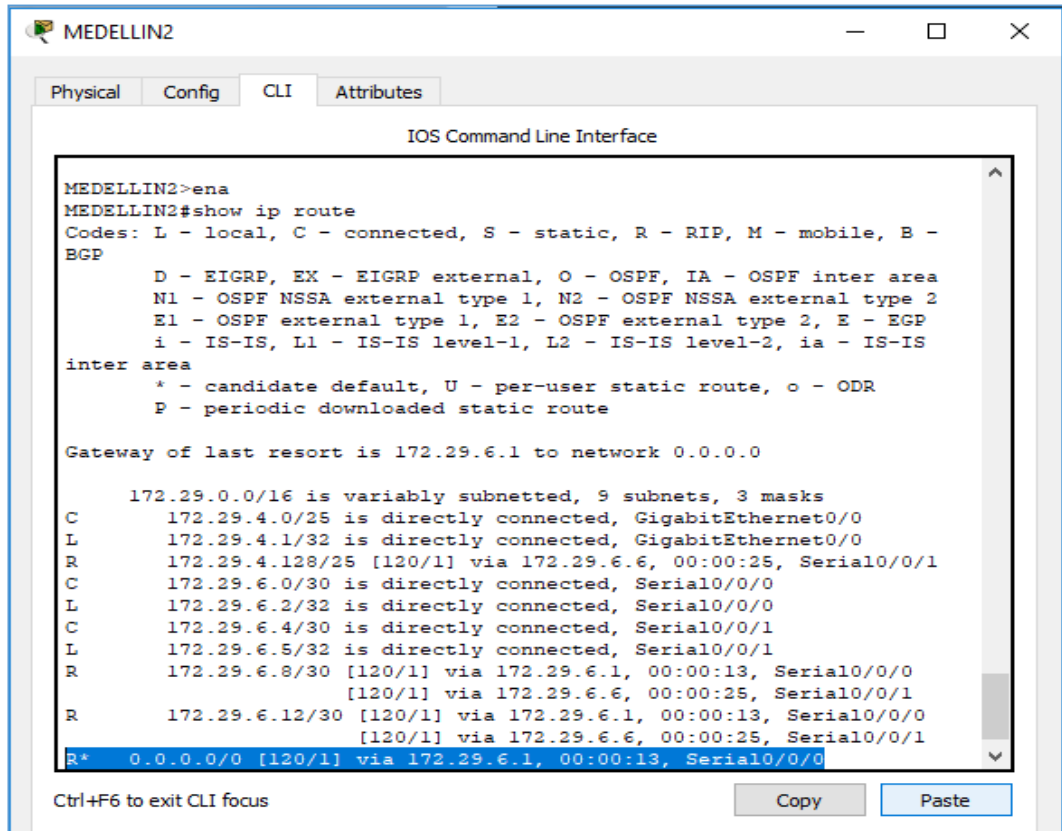 MEDELLIN2
Physical Config CLI Attributes
IOS Command Line Interface
MEDELLIN2>ena
MEDELLIN2#show ip route
Codes: L - local, C - connected, S - static, R - RIP, M - mobile, B -
BGP
       D - EIGRP, EX - EIGRP external, O - OSPF, IA - OSPF inter area
       N1 - OSPF NSSA external type 1, N2 - OSPF NSSA external type 2
       E1 - OSPF external type 1, E2 - OSPF external type 2, E - EGP
       i - IS-IS, L1 - IS-IS level-1, L2 - IS-IS level-2, ia - IS-IS
inter area
       * - candidate default, U - per-user static route, o - ODR
       P - periodic downloaded static route
Gateway of last resort is 172.29.6.1 to network 0.0.0.0
     172.29.0.0/16 is variably subnetted, 9 subnets, 3 masks
C       172.29.4.0/25 is directly connected, GigabitEthernet0/0
L       172.29.4.1/32 is directly connected, GigabitEthernet0/0
R       172.29.4.128/25 [120/1] via 172.29.6.6, 00:00:25, Serial0/0/1
C       172.29.6.0/30 is directly connected, Serial0/0/0
L       172.29.6.2/32 is directly connected, Serial0/0/0
C       172.29.6.4/30 is directly connected, Serial0/0/1
L       172.29.6.5/32 is directly connected, Serial0/0/1
R       172.29.6.8/30 [120/1] via 172.29.6.1, 00:00:13, Serial0/0/0
                      [120/1] via 172.29.6.6, 00:00:25, Serial0/0/1
R       172.29.6.12/30 [120/1] via 172.29.6.1, 00:00:13, Serial0/0/0
                       [120/1] via 172.29.6.6, 00:00:25, Serial0/0/1
R*   0.0.0.0/0 [120/1] via 172.29.6.1, 00:00:13, Serial0/0/0
Ctrl+F6 to exit CLI focus Copy Paste